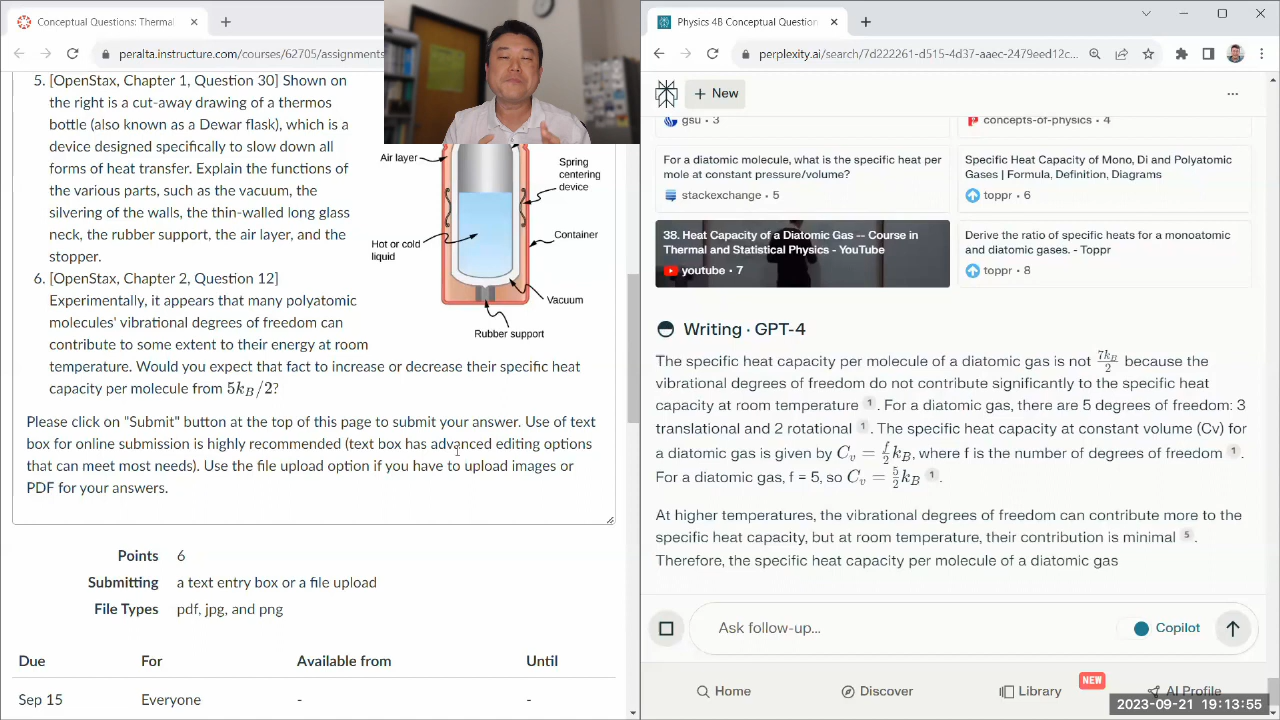 Conceptual Questions: Thermal
peralta.instructure.com/courses/62705/assignments
5. [OpenStax, Chapter 1, Question 30] Shown on
the right is a cut-away drawing of a thermos
bottle (also known as a Dewar flask), which is a
device designed specifically to slow down all
forms of heat transfer. Explain the functions of
the various parts, such as the vacuum, the
silvering of the walls, the thin-walled long glass
neck, the rubber support, the air layer, and the
stopper.
Air layer
Spring
centering
device
Hot or cold
liquid
Container
Vacuum
Rubber support
6. [OpenStax, Chapter 2, Question 12]
Experimentally, it appears that many polyatomic
molecules' vibrational degrees of freedom can
contribute to some extent to their energy at room
temperature. Would you expect that fact to increase or decrease their specific heat
capacity per molecule from 5k_B/2?
Please click on "Submit" button at the top of this page to submit your answer. Use of text
box for online submission is highly recommended (text box has advanced editing options
that can meet most needs). Use the file upload option if you have to upload images or
PDF for your answers.
Points 6
Submitting a text entry box or a file upload
File Types pdf, jpg, and png
Due For Available from Until
Sep 15 Everyone - -
Physics 4B Conceptual Question
perplexity.ai/search/7d222261-d515-4d37-aaec-2479eed12c...
+ New
gsu • 3
concepts-of-physics • 4
For a diatomic molecule, what is the specific heat per
mole at constant pressure/volume?
stackexchange • 5
Specific Heat Capacity of Mono, Di and Polyatomic
Gases | Formula, Definition, Diagrams
toppr • 6
38. Heat Capacity of a Diatomic Gas -- Course in
Thermal and Statistical Physics - YouTube
youtube • 7
Derive the ratio of specific heats for a monoatomic
and diatomic gases. - Toppr
toppr • 8
Writing · GPT-4
The specific heat capacity per molecule of a diatomic gas is not 7k_B/2 because the
vibrational degrees of freedom do not contribute significantly to the specific heat
capacity at room temperature 1. For a diatomic gas, there are 5 degrees of freedom: 3
translational and 2 rotational 1. The specific heat capacity at constant volume (Cv) for
a diatomic gas is given by C_v = f/2 k_B, where f is the number of degrees of freedom 1.
For a diatomic gas, f = 5, so C_v = 5/2 k_B 1.
At higher temperatures, the vibrational degrees of freedom can contribute more to the
specific heat capacity, but at room temperature, their contribution is minimal 5.
Therefore, the specific heat capacity per molecule of a diatomic gas
Ask follow-up...
Copilot
Home
Discover
Library
NEW
AI Profile
2023-09-21 19:13:55